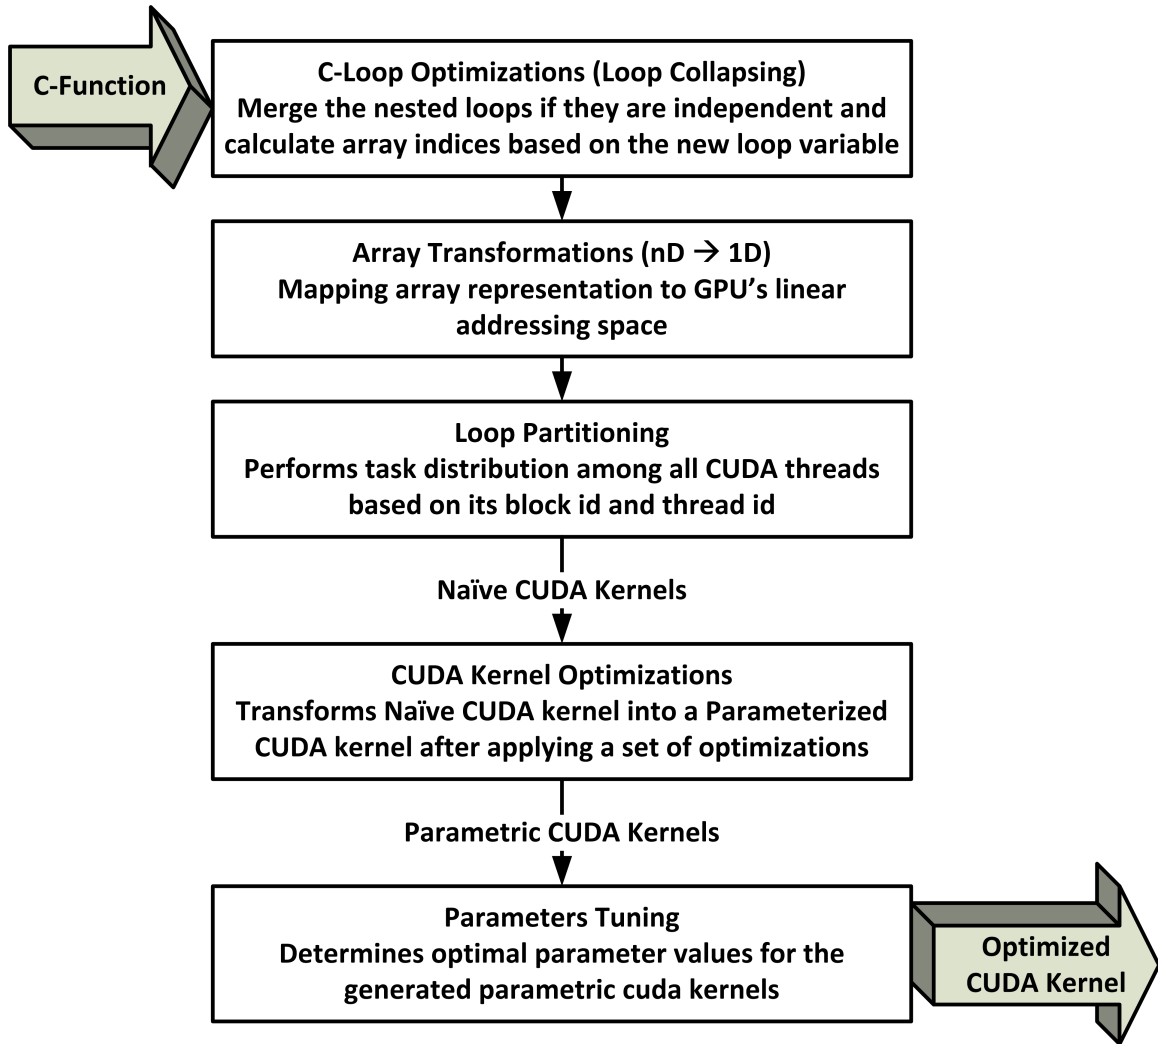 C-Function
C-Loop Optimizations (Loop Collapsing)
Merge the nested loops if they are independent and
calculate array indices based on the new loop variable
Array Transformations (nD → 1D)
Mapping array representation to GPU's linear
addressing space
Loop Partitioning
Performs task distribution among all CUDA threads
based on its block id and thread id
Naïve CUDA Kernels
CUDA Kernel Optimizations
Transforms Naïve CUDA kernel into a Parameterized
CUDA kernel after applying a set of optimizations
Parametric CUDA Kernels
Parameters Tuning
Determines optimal parameter values for the
generated parametric cuda kernels
Optimized
CUDA Kernel